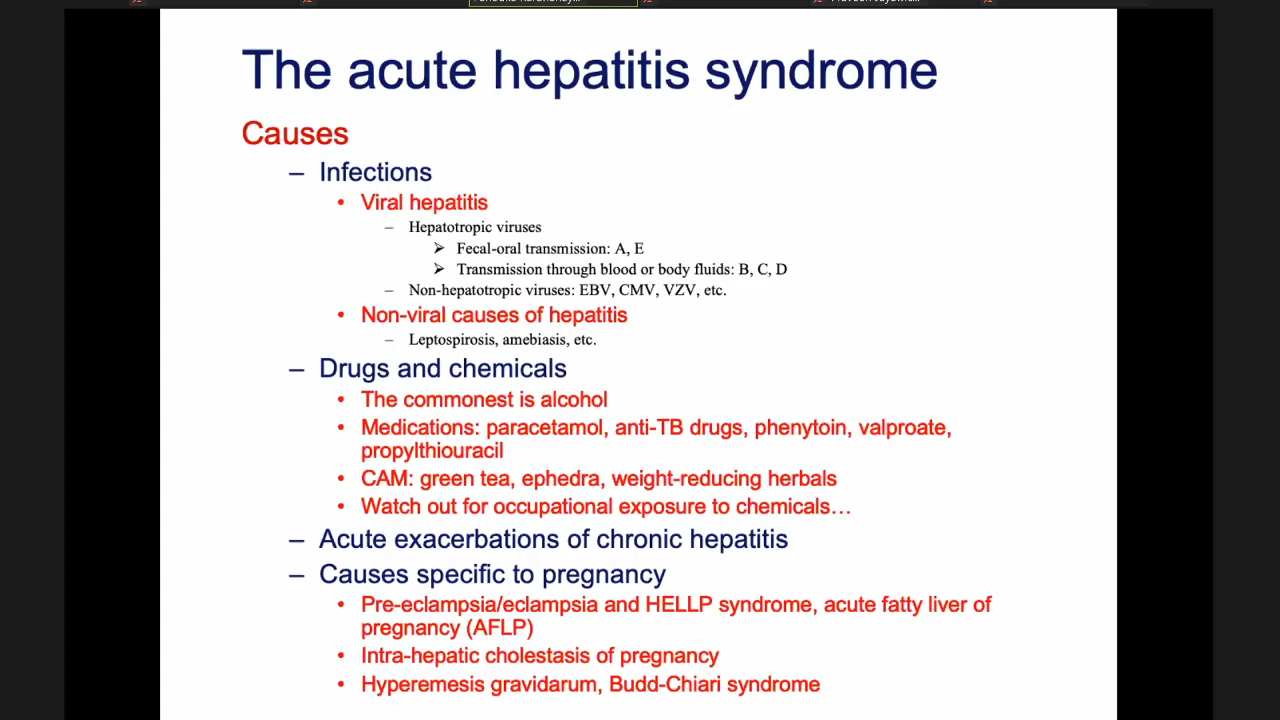 The acute hepatitis syndrome
Causes
– Infections
• Viral hepatitis
– Hepatotropic viruses
➢ Fecal-oral transmission: A, E
➢ Transmission through blood or body fluids: B, C, D
– Non-hepatotropic viruses: EBV, CMV, VZV, etc.
• Non-viral causes of hepatitis
– Leptospirosis, amebiasis, etc.
– Drugs and chemicals
• The commonest is alcohol
• Medications: paracetamol, anti-TB drugs, phenytoin, valproate,
propylthiouracil
• CAM: green tea, ephedra, weight-reducing herbals
• Watch out for occupational exposure to chemicals…
– Acute exacerbations of chronic hepatitis
– Causes specific to pregnancy
• Pre-eclampsia/eclampsia and HELLP syndrome, acute fatty liver of
pregnancy (AFLP)
• Intra-hepatic cholestasis of pregnancy
• Hyperemesis gravidarum, Budd-Chiari syndrome